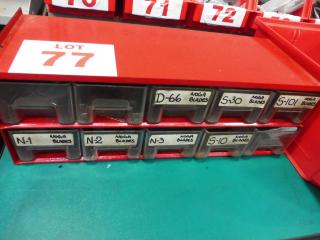 70
71
72
LOT
77
D-66 NOGA BLADES
S-30 NOGA BLADES
S-101 NOGA BLADES
N-1 NOGA BLADES
N-2 NOGA BLADES
N-3 NOGA BLADES
S-10 NOGA BLADES